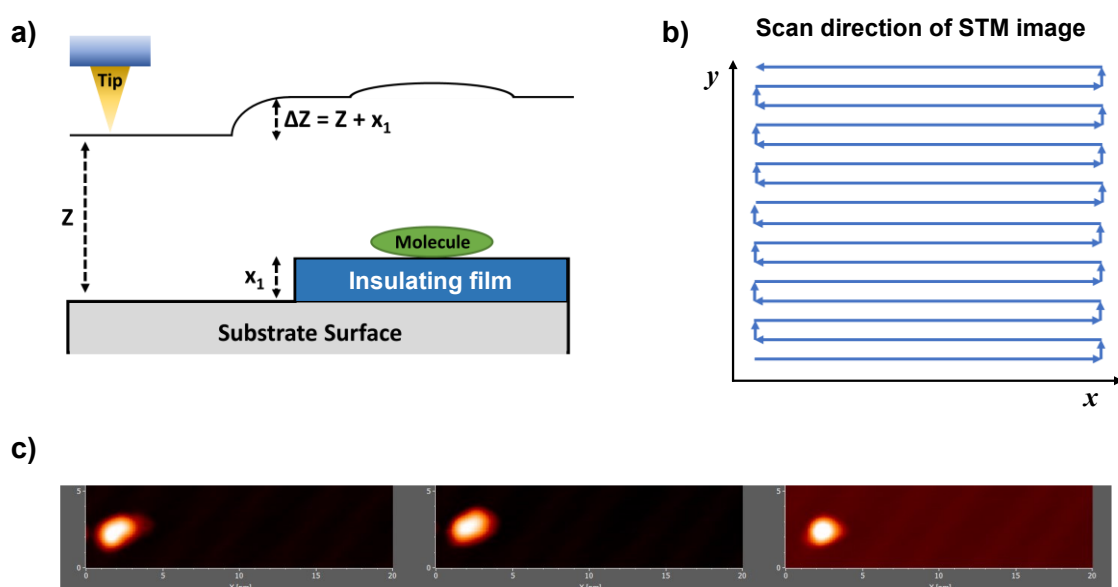 a)
Tip
ΔZ = Z + x₁
Z
Molecule
x₁
Insulating film
Substrate Surface
b)
Scan direction of STM image
y
x
c)
5
0
0
5
10
15
20
5
0
0
5
10
15
20
5
0
0
5
10
15
20